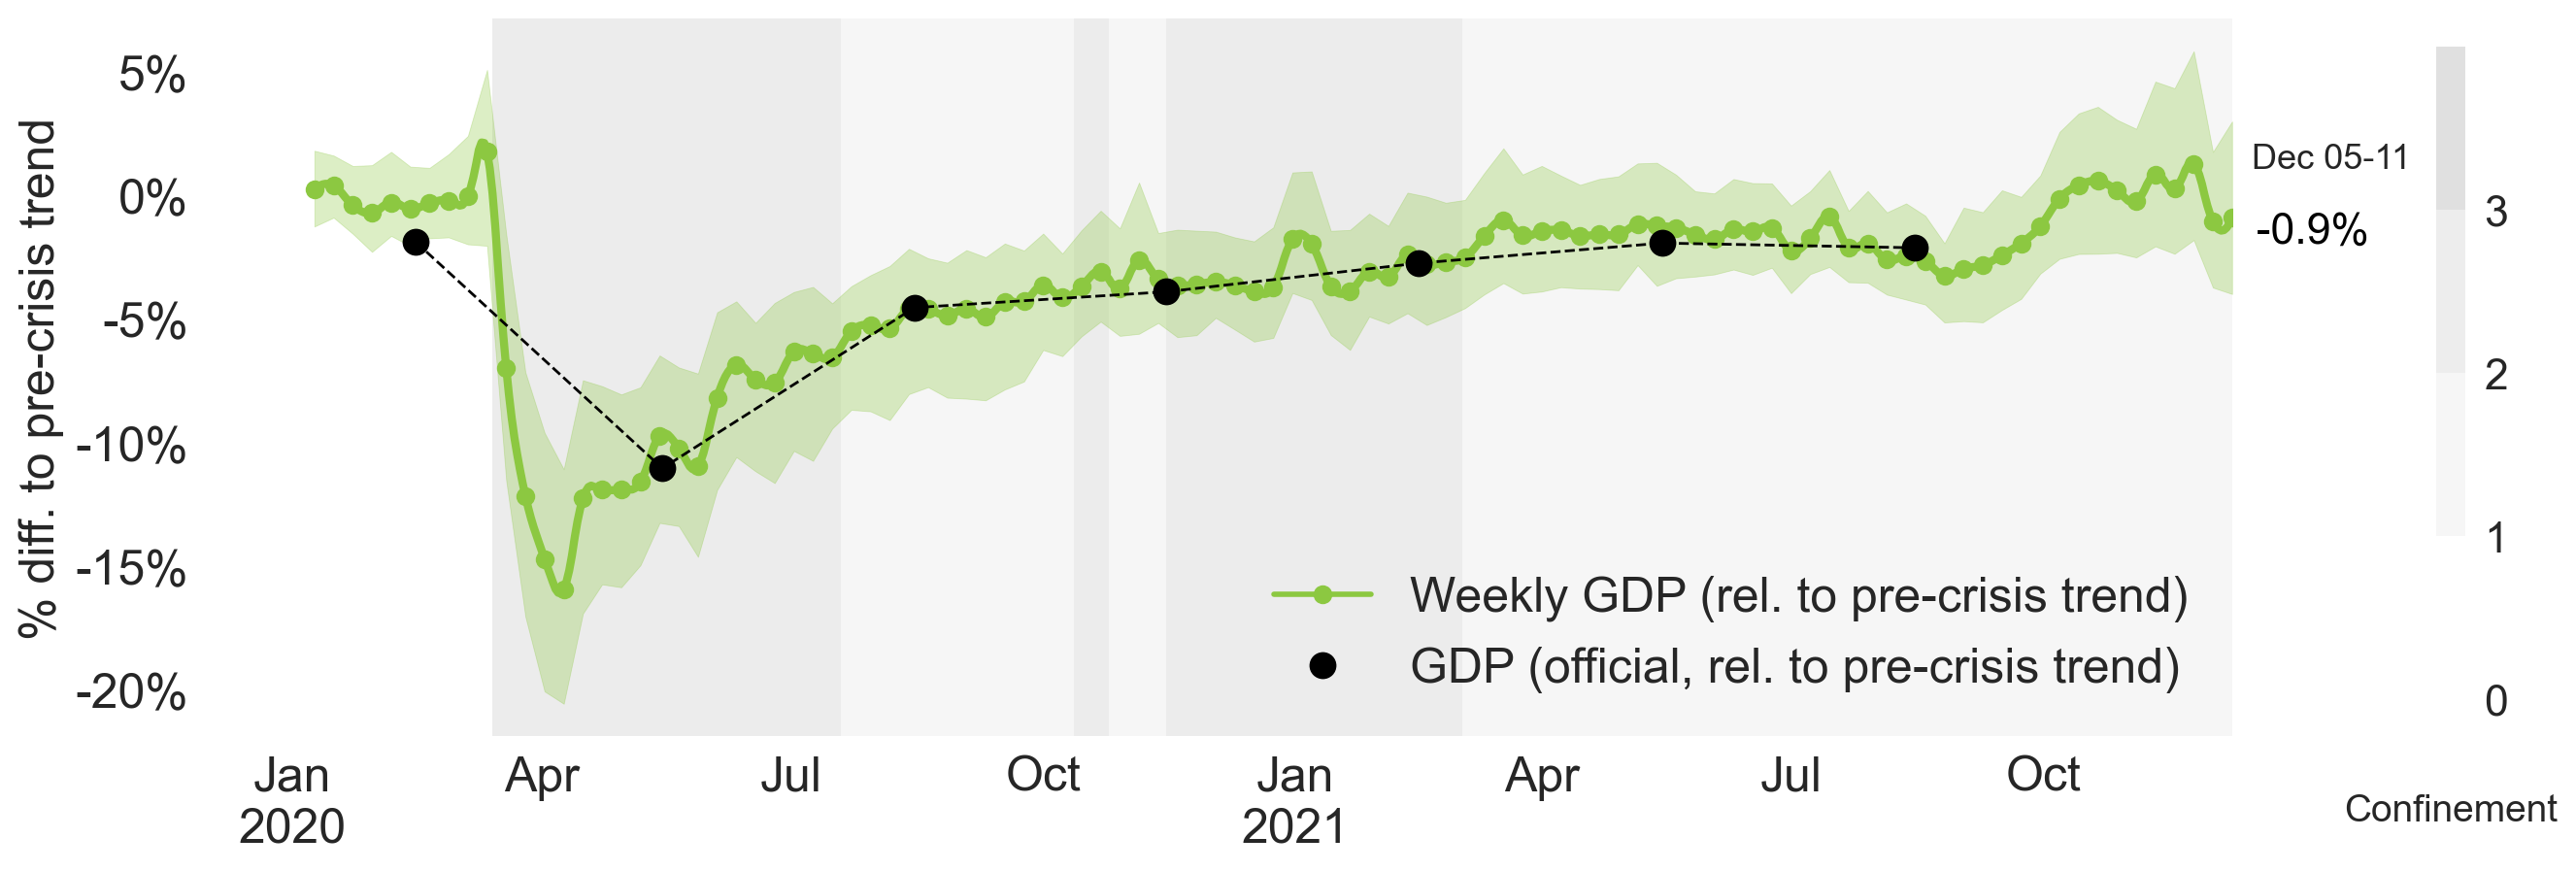 % diff. to pre-crisis trend
5%
0%
-5%
-10%
-15%
-20%
Jan
2020
Apr
Jul
Oct
Jan
2021
Apr
Jul
Oct
Weekly GDP (rel. to pre-crisis trend)
GDP (official, rel. to pre-crisis trend)
Dec 05-11
-0.9%
3
2
1
0
Confinement